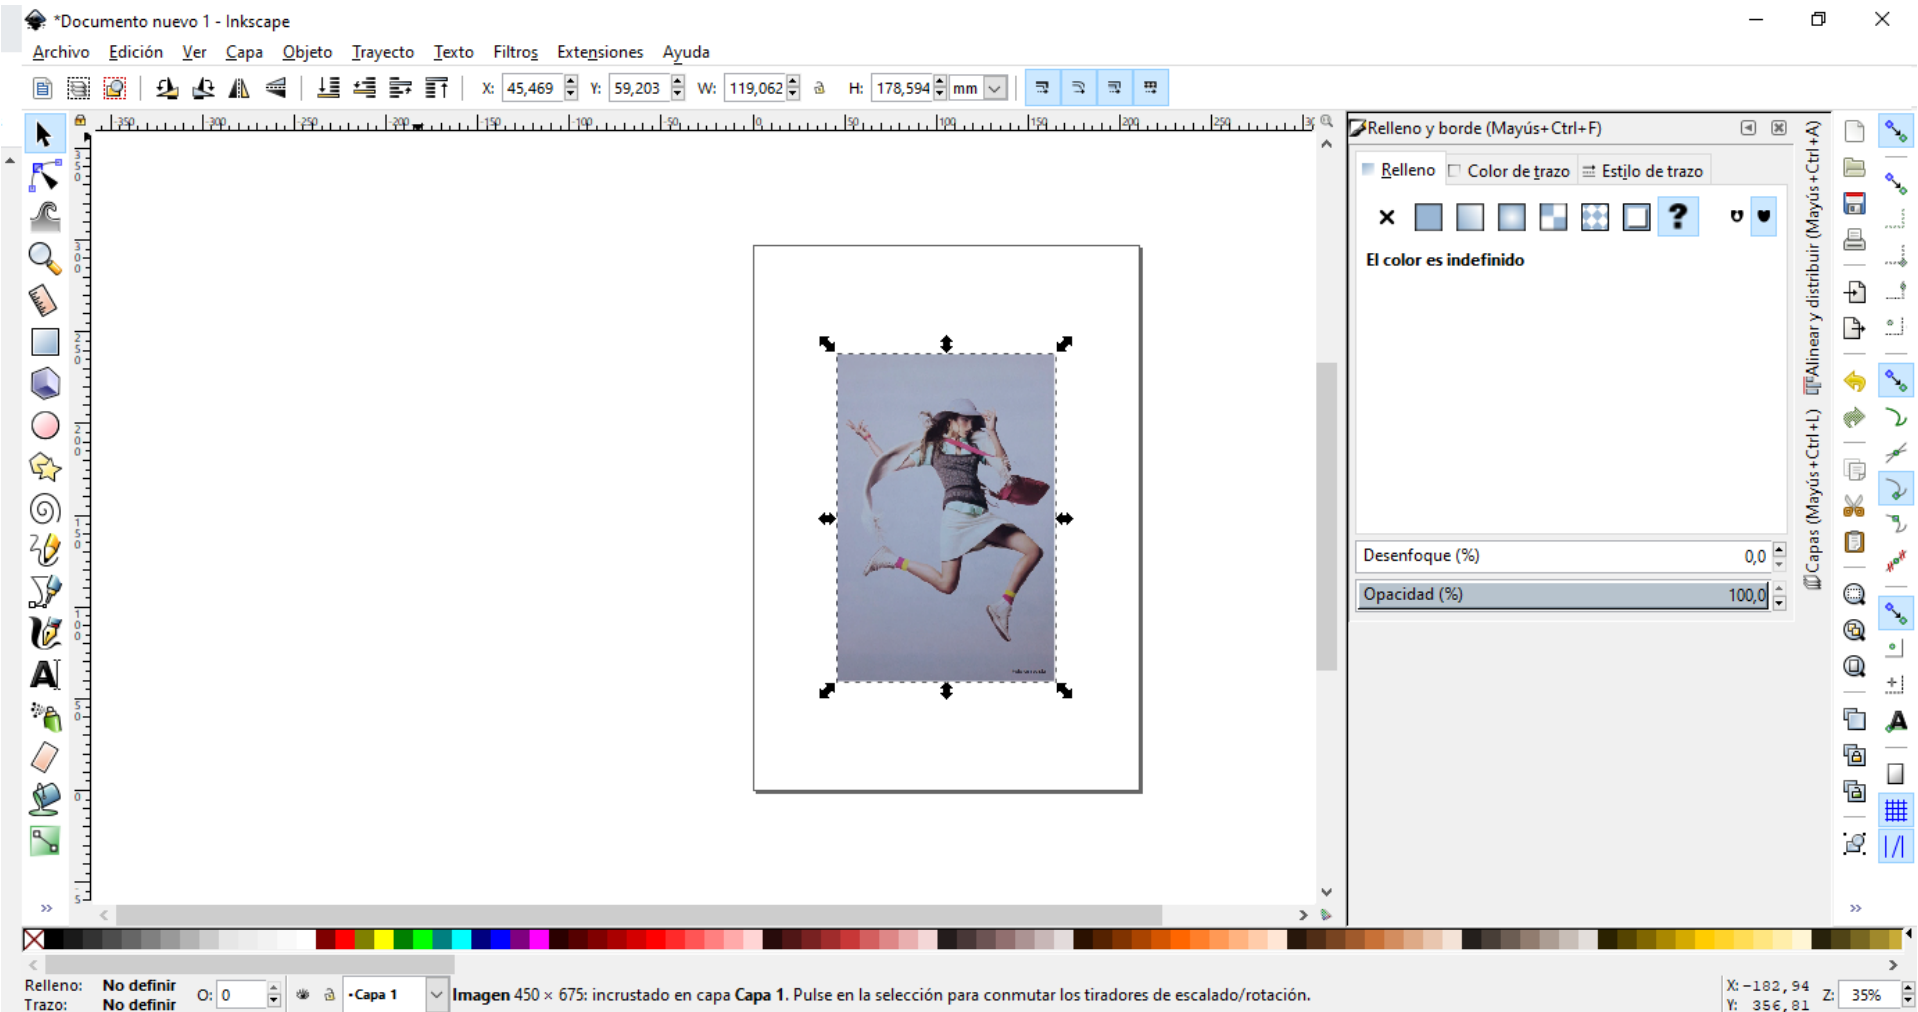 *Documento nuevo 1 - Inkscape
Archivo Edición Ver Capa Objeto Trayecto Texto Filtros Extensiones Ayuda
X: 45,469 Y: 59,203 W: 119,062 H: 178,594 mm
Relleno y borde (Mayús+Ctrl+F)
Relleno Color de trazo Estilo de trazo
El color es indefinido
Desenfoque (%) 0,0
Opacidad (%) 100,0
Alinear y distribuir (Mayús+Ctrl+A)
Capas (Mayús+Ctrl+L)
Relleno: No definir
Trazo: No definir
O: 0
•Capa 1
Imagen 450 × 675: incrustado en capa Capa 1. Pulse en la selección para conmutar los tiradores de escalado/rotación.
X: -182,94
Y: 356,81
Z: 35%